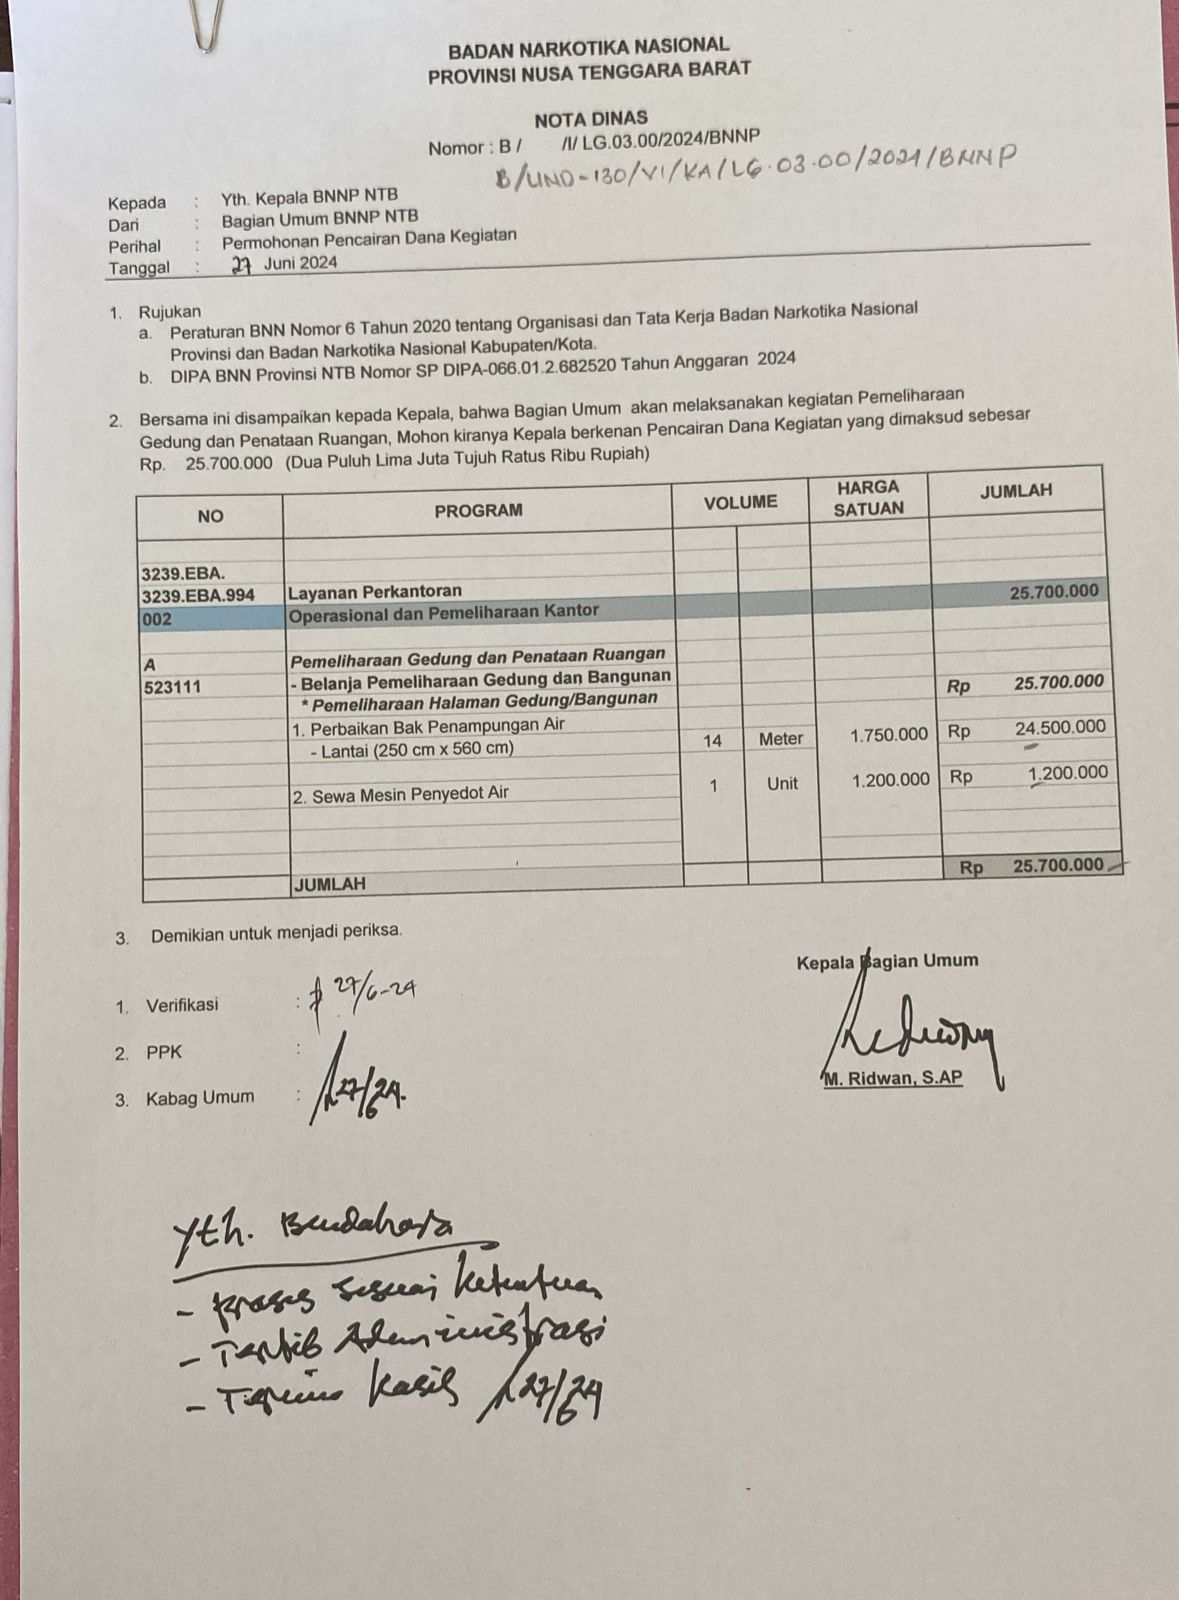 BADAN NARKOTIKA NASIONAL
PROVINSI NUSA TENGGARA BARAT
NOTA DINAS
Nomor : B / /I/ LG.03.00/2024/BNNP
B/UND-130/VI/KA/LG.03.00/2024/BNNP
Kepada : Yth. Kepala BNNP NTB
Dari : Bagian Umum BNNP NTB
Perihal : Permohonan Pencairan Dana Kegiatan
Tanggal : 27 Juni 2024
1. Rujukan
a. Peraturan BNN Nomor 6 Tahun 2020 tentang Organisasi dan Tata Kerja Badan Narkotika Nasional
Provinsi dan Badan Narkotika Nasional Kabupaten/Kota.
b. DIPA BNN Provinsi NTB Nomor SP DIPA-066.01.2.682520 Tahun Anggaran 2024
2. Bersama ini disampaikan kepada Kepala, bahwa Bagian Umum akan melaksanakan kegiatan Pemeliharaan
Gedung dan Penataan Ruangan, Mohon kiranya Kepala berkenan Pencairan Dana Kegiatan yang dimaksud sebesar
Rp. 25.700.000 (Dua Puluh Lima Juta Tujuh Ratus Ribu Rupiah)
NO PROGRAM VOLUME HARGA SATUAN JUMLAH
3239.EBA.
3239.EBA.994 Layanan Perkantoran 25.700.000
002 Operasional dan Pemeliharaan Kantor
A Pemeliharaan Gedung dan Penataan Ruangan
523111 - Belanja Pemeliharaan Gedung dan Bangunan Rp 25.700.000
* Pemeliharaan Halaman Gedung/Bangunan
1. Perbaikan Bak Penampungan Air
- Lantai (250 cm x 560 cm) 14 Meter 1.750.000 Rp 24.500.000
2. Sewa Mesin Penyedot Air 1 Unit 1.200.000 Rp 1.200.000
JUMLAH Rp 25.700.000
3. Demikian untuk menjadi periksa.
Kepala Bagian Umum
1. Verifikasi : 27/6-24
2. PPK :
3. Kabag Umum : 27/6 24.
M. Ridwan, S.AP
Yth. Bendahara
- Proses sesuai ketentuan
- Tertib Administrasi
- Terima kasih 27/6 24